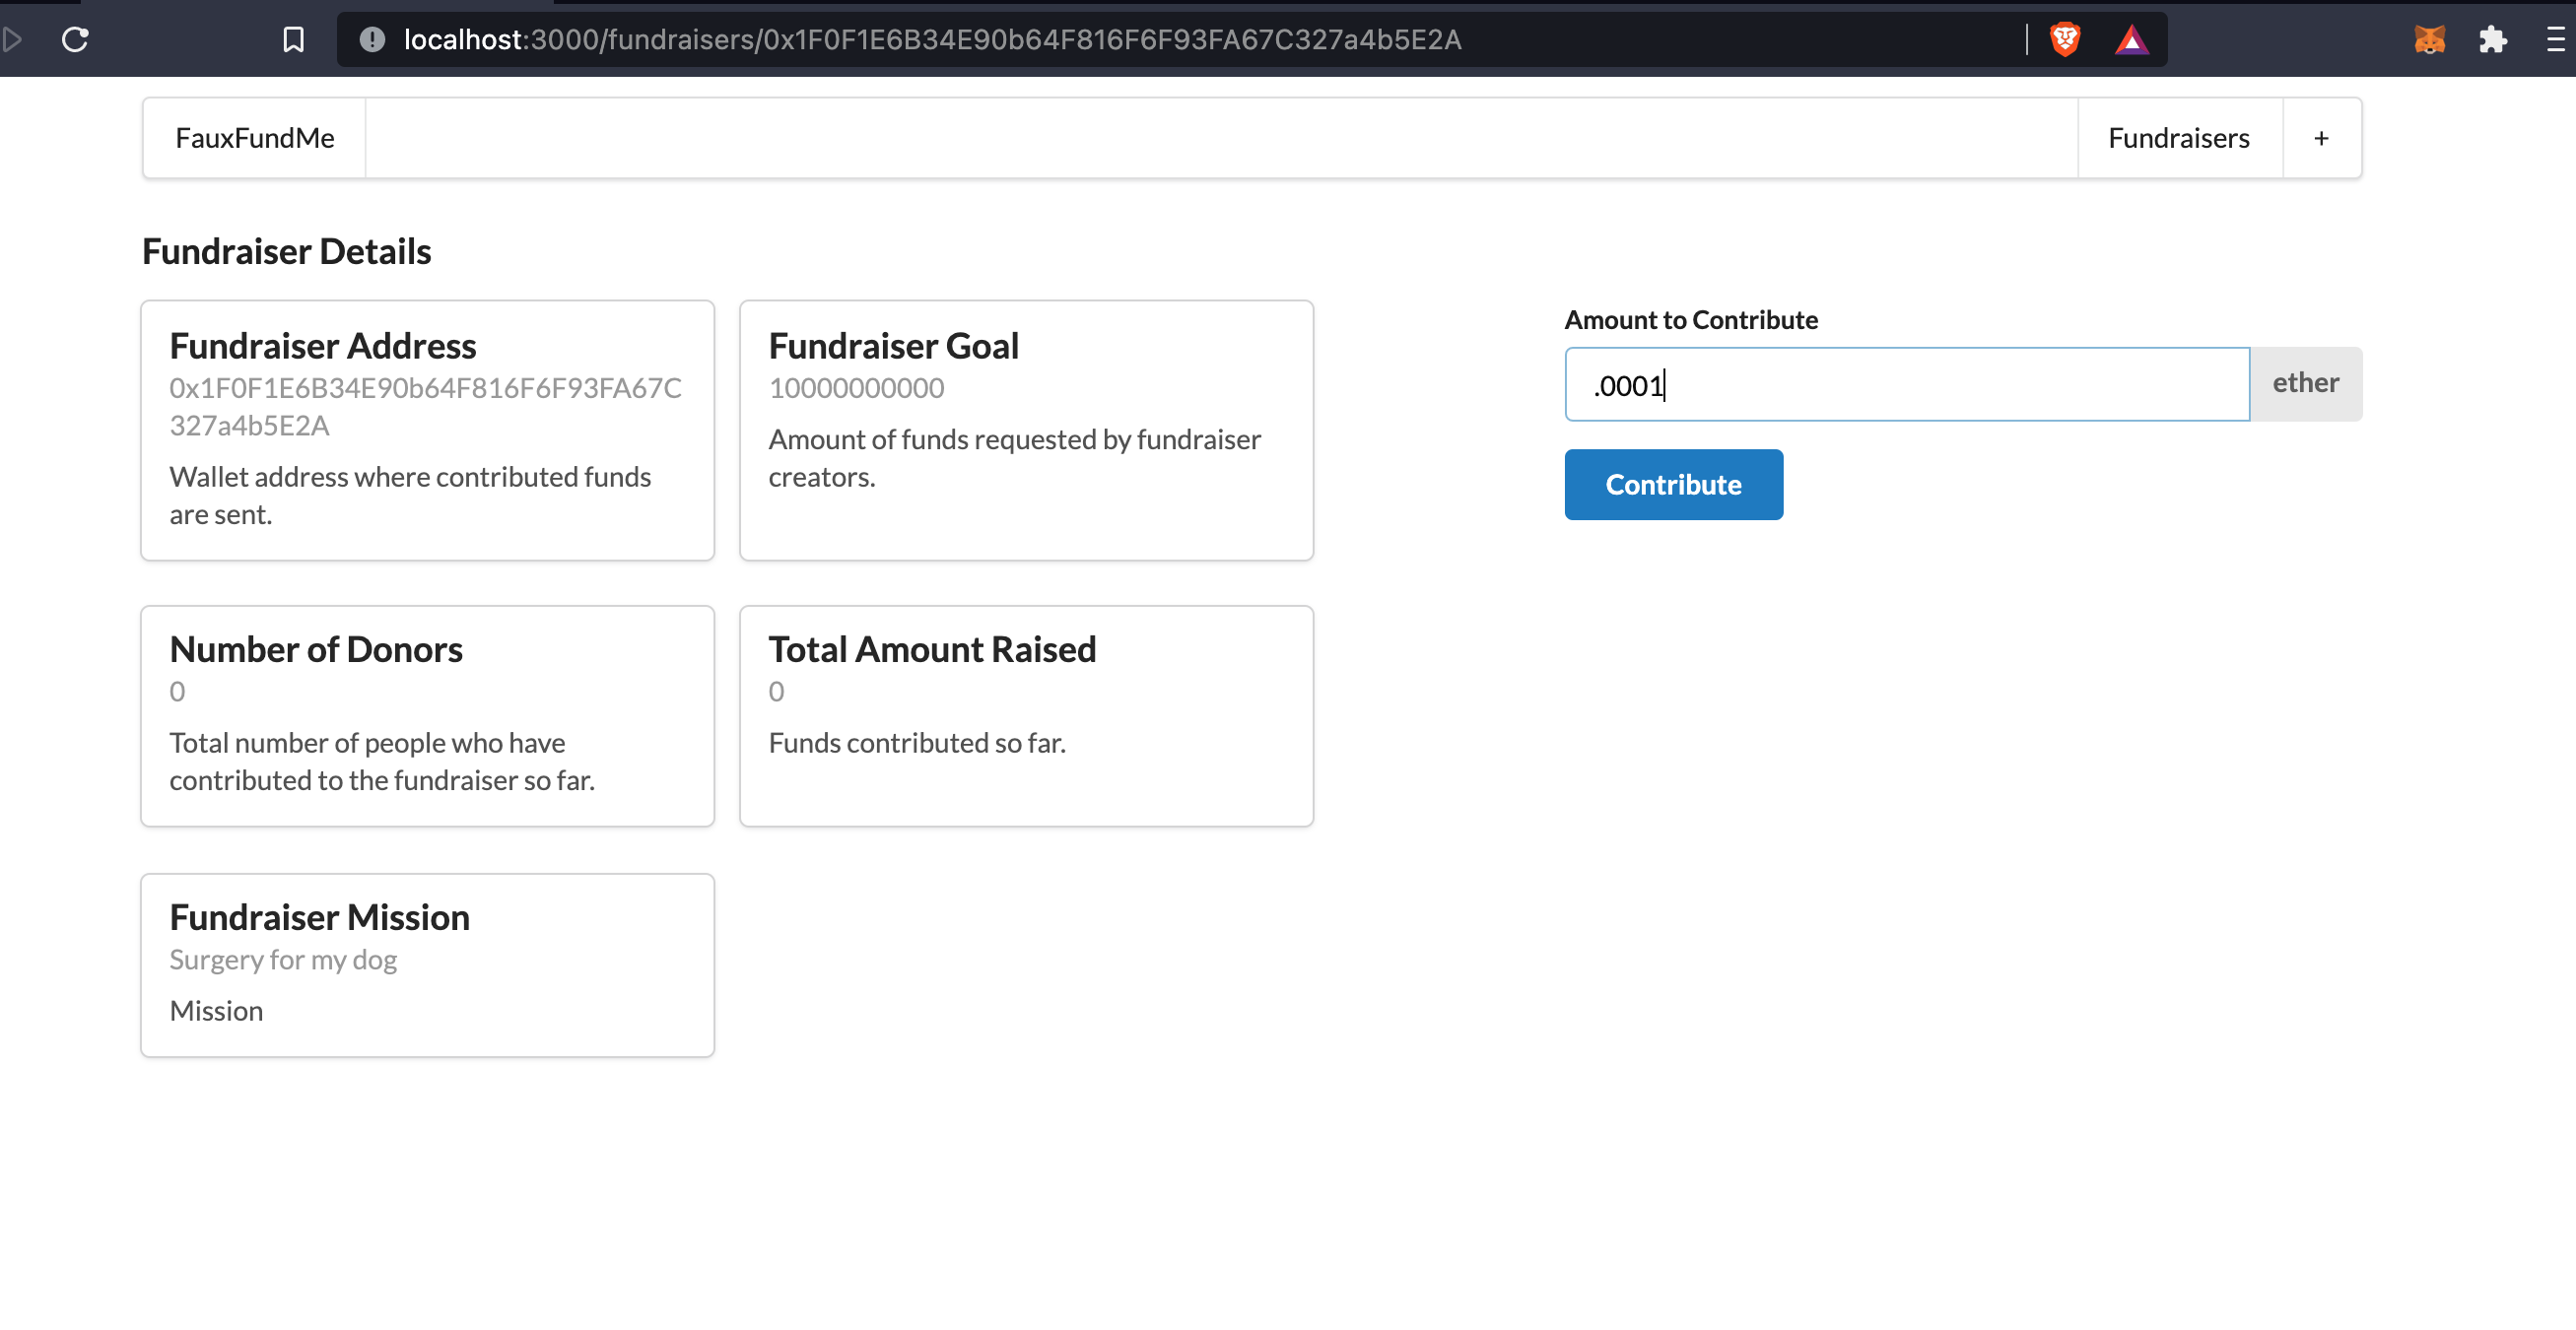 localhost:3000/fundraisers/0x1F0F1E6B34E90b64F816F6F93FA67C327a4b5E2A
FauxFundMe
Fundraisers
+
Fundraiser Details
Fundraiser Address
0x1F0F1E6B34E90b64F816F6F93FA67C
327a4b5E2A
Wallet address where contributed funds
are sent.
Fundraiser Goal
10000000000
Amount of funds requested by fundraiser
creators.
Number of Donors
0
Total number of people who have
contributed to the fundraiser so far.
Total Amount Raised
0
Funds contributed so far.
Fundraiser Mission
Surgery for my dog
Mission
Amount to Contribute
.0001
ether
Contribute